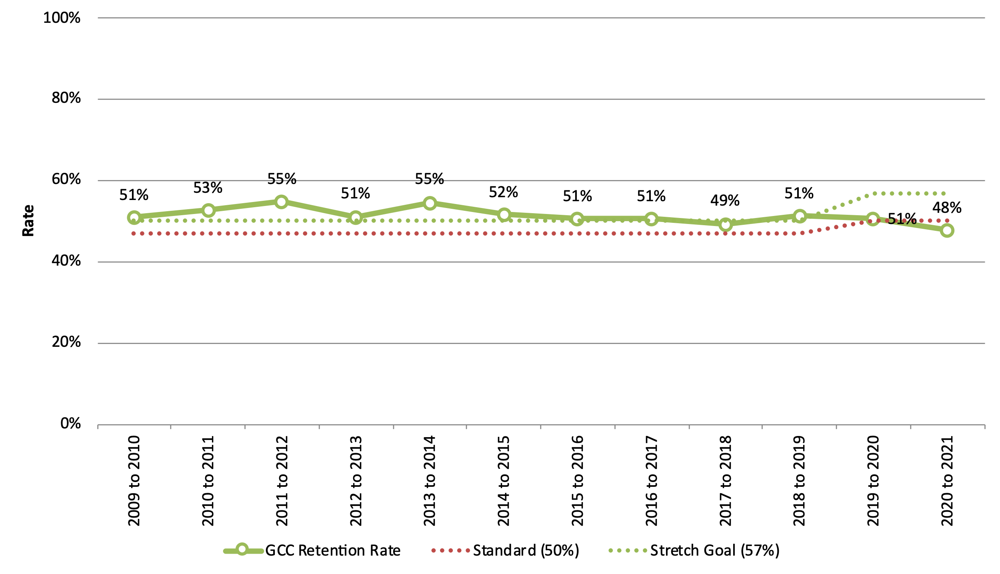 100%
80%
60%
40%
20%
0%
Rate
51%
53%
55%
51%
55%
52%
51%
51%
49%
51%
51%
48%
2009 to 2010
2010 to 2011
2011 to 2012
2012 to 2013
2013 to 2014
2014 to 2015
2015 to 2016
2016 to 2017
2017 to 2018
2018 to 2019
2019 to 2020
2020 to 2021
GCC Retention Rate
Standard (50%)
Stretch Goal (57%)